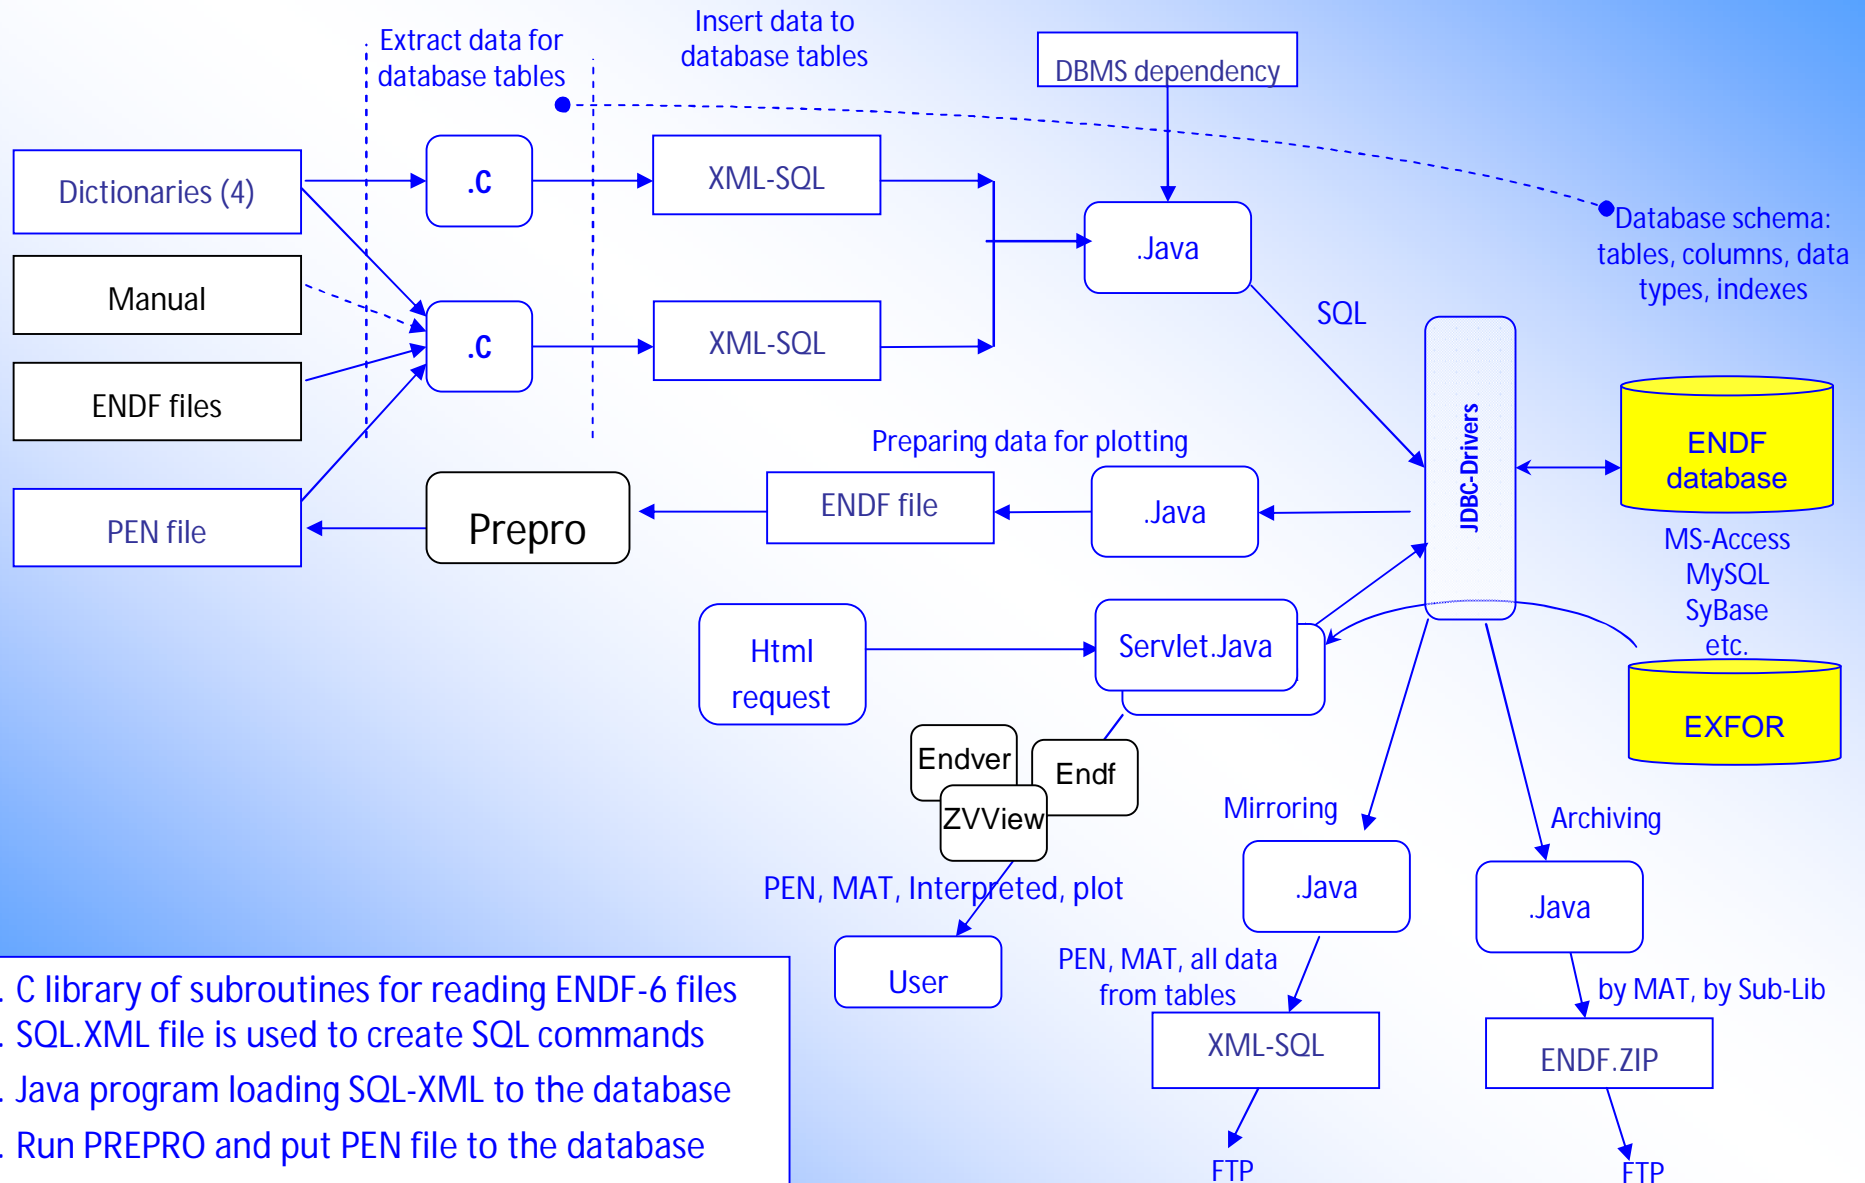 Extract data for
database tables
Insert data to
database tables
DBMS dependency
Dictionaries (4)
.C
XML-SQL
.Java
Database schema:
tables, columns, data
types, indexes
Manual
.C
XML-SQL
SQL
ENDF files
JDBC-Drivers
ENDF
database
Preparing data for plotting
PEN file
Prepro
ENDF file
.Java
MS-Access
MySQL
SyBase
etc.
Html
request
Servlet.Java
EXFOR
Endver
Endf
ZVView
Mirroring
Archiving
PEN, MAT, Interpreted, plot
.Java
.Java
User
PEN, MAT, all data
from tables
by MAT, by Sub-Lib
XML-SQL
ENDF.ZIP
FTP
FTP
. C library of subroutines for reading ENDF-6 files
. SQL.XML file is used to create SQL commands
. Java program loading SQL-XML to the database
. Run PREPRO and put PEN file to the database